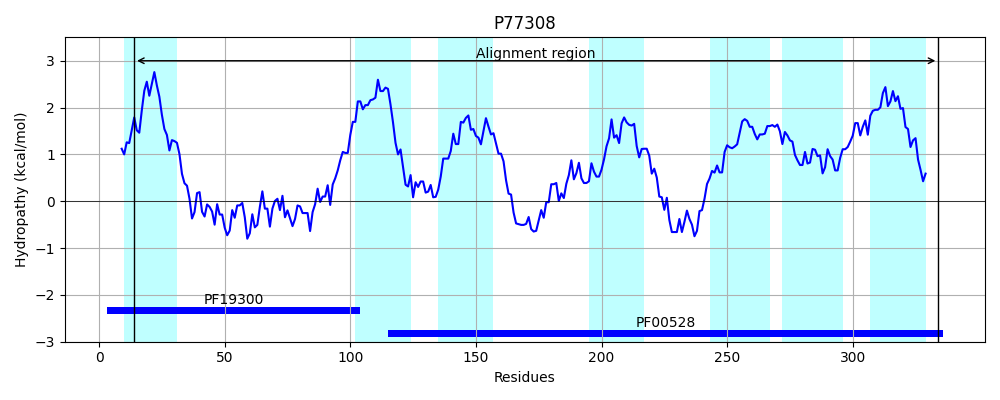 P77308
Alignment region
3
2
1
0
−1
−2
−3
Hydropathy (kcal/mol)
PF19300
PF00528
0
50
100
150
200
250
300
Residues